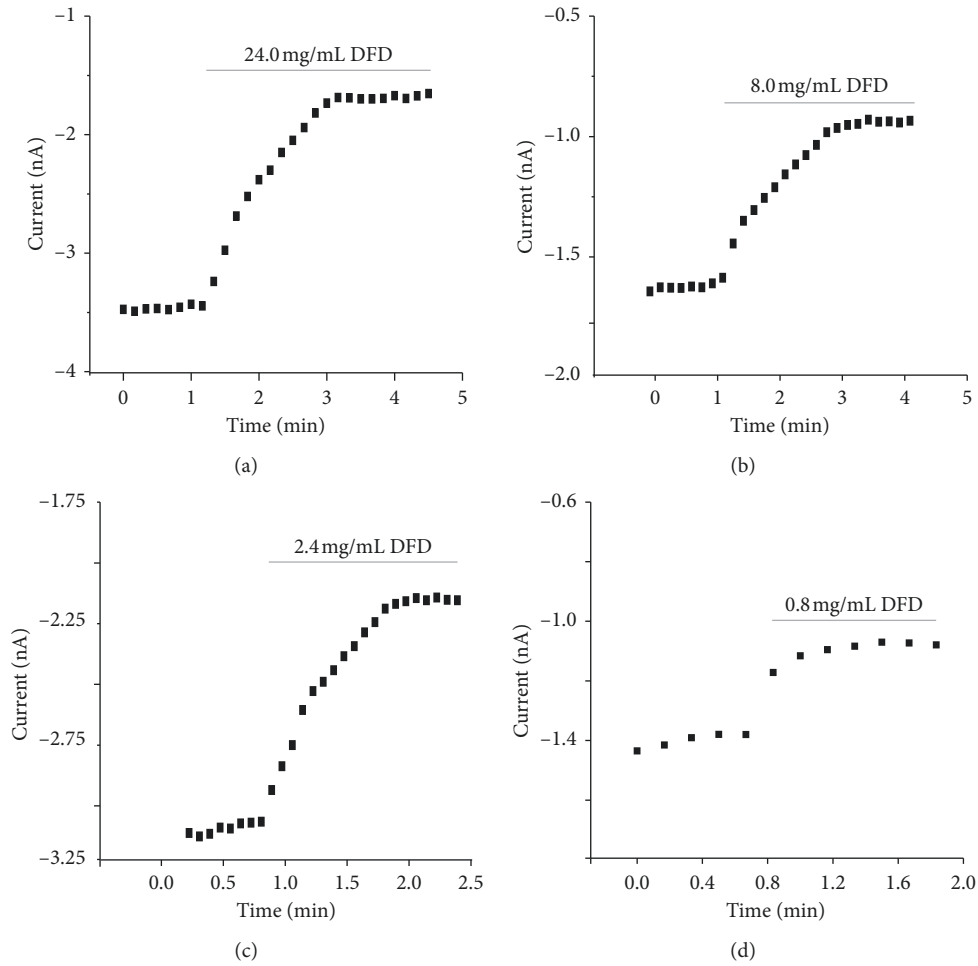 −1
24.0 mg/mL DFD
−2
−3
−4
Current (nA)
0 1 2 3 4 5
Time (min)
(a)
−0.5
8.0 mg/mL DFD
−1.0
−1.5
−2.0
Current (nA)
0 1 2 3 4 5
Time (min)
(b)
−1.75
2.4 mg/mL DFD
−2.25
−2.75
−3.25
Current (nA)
0.0 0.5 1.0 1.5 2.0 2.5
Time (min)
(c)
−0.6
0.8 mg/mL DFD
−1.0
−1.4
Current (nA)
0.0 0.4 0.8 1.2 1.6 2.0
Time (min)
(d)